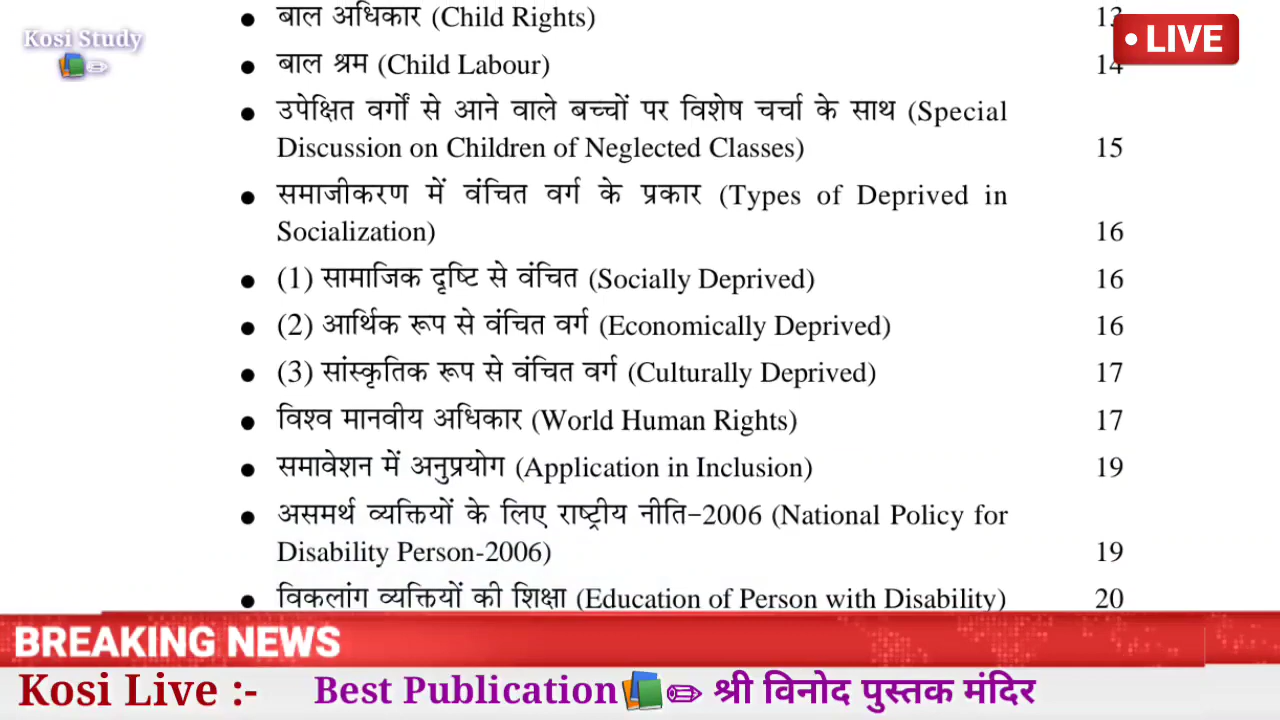 बाल अधिकार (Child Rights) 13
LIVE
Kosi Study
बाल श्रम (Child Labour) 14
उपेक्षित वर्गों से आने वाले बच्चों पर विशेष चर्चा के साथ (Special
Discussion on Children of Neglected Classes) 15
समाजीकरण में वंचित वर्ग के प्रकार (Types of Deprived in
Socialization) 16
(1) सामाजिक दृष्टि से वंचित (Socially Deprived) 16
(2) आर्थिक रूप से वंचित वर्ग (Economically Deprived) 16
(3) सांस्कृतिक रूप से वंचित वर्ग (Culturally Deprived) 17
विश्व मानवीय अधिकार (World Human Rights) 17
समावेशन में अनुप्रयोग (Application in Inclusion) 19
असमर्थ व्यक्तियों के लिए राष्ट्रीय नीति-2006 (National Policy for
Disability Person-2006) 19
विकलांग व्यक्तियों की शिक्षा (Education of Person with Disability) 20
BREAKING NEWS
Kosi Live :- Best Publication श्री विनोद पुस्तक मंदिर